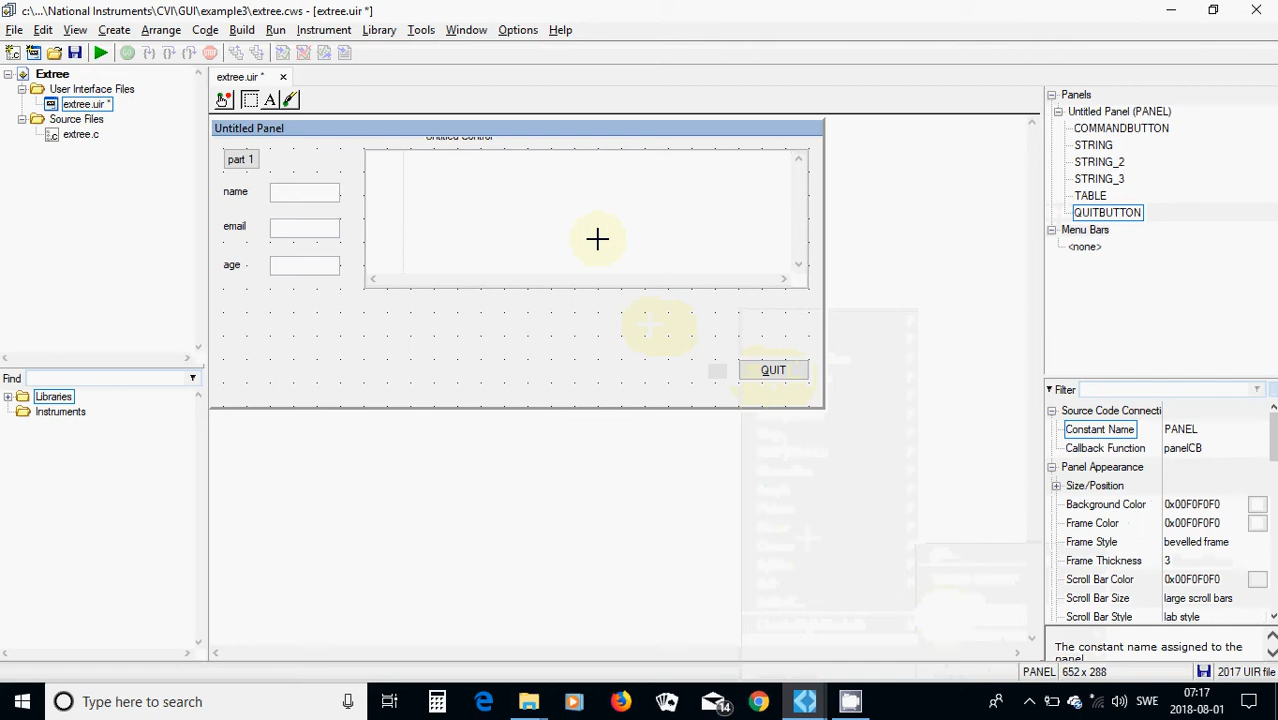 c:\...\National Instruments\CVI\GUI\example3\extree.cws - [extree.uir *]
File Edit View Create Arrange Code Build Run Instrument Library Tools Window Options Help
Extree
User Interface Files
extree.uir *
Source Files
extree.c
Find
Libraries
Instruments
extree.uir *
Untitled Panel
Untitled Control
part 1
name
email
age
QUIT
Panels
Untitled Panel (PANEL)
COMMANDBUTTON
STRING
STRING_2
STRING_3
TABLE
QUITBUTTON
Menu Bars
<none>
Filter
Source Code Connecti
Constant Name PANEL
Callback Function panelCB
Panel Appearance
Size/Position
Background Color 0x00F0F0F0
Frame Color 0x00F0F0F0
Frame Style bevelled frame
Frame Thickness 3
Scroll Bar Color 0x00F0F0F0
Scroll Bar Size large scroll bars
Scroll Bar Style lab style
The constant name assigned to the
panel
PANEL 652 x 288 2017 UIR file
Type here to search
14
SWE
07:17
2018-08-01